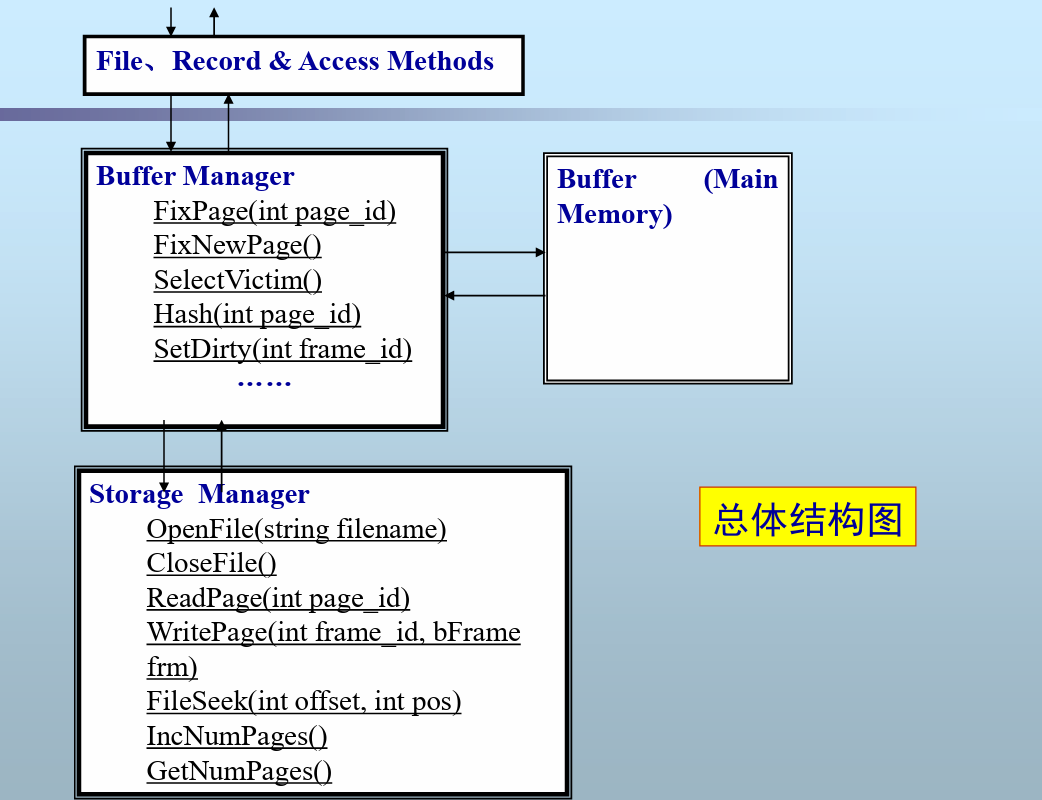 File、Record & Access Methods
Buffer Manager
FixPage(int page_id)
FixNewPage()
SelectVictim()
Hash(int page_id)
SetDirty(int frame_id)
……
Buffer (Main
Memory)
Storage Manager
OpenFile(string filename)
CloseFile()
ReadPage(int page_id)
WritePage(int frame_id, bFrame
frm)
FileSeek(int offset, int pos)
IncNumPages()
GetNumPages()
总体结构图